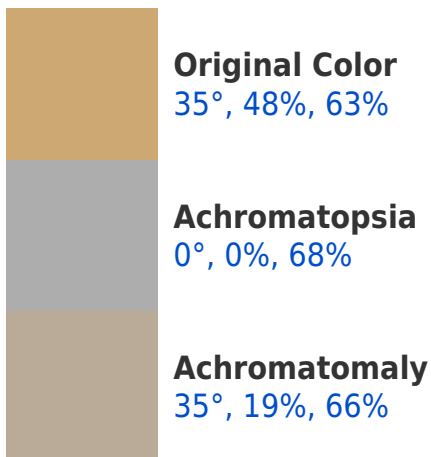 Original Color
35°, 48%, 63%
Achromatopsia
0°, 0%, 68%
Achromatomaly
35°, 19%, 66%